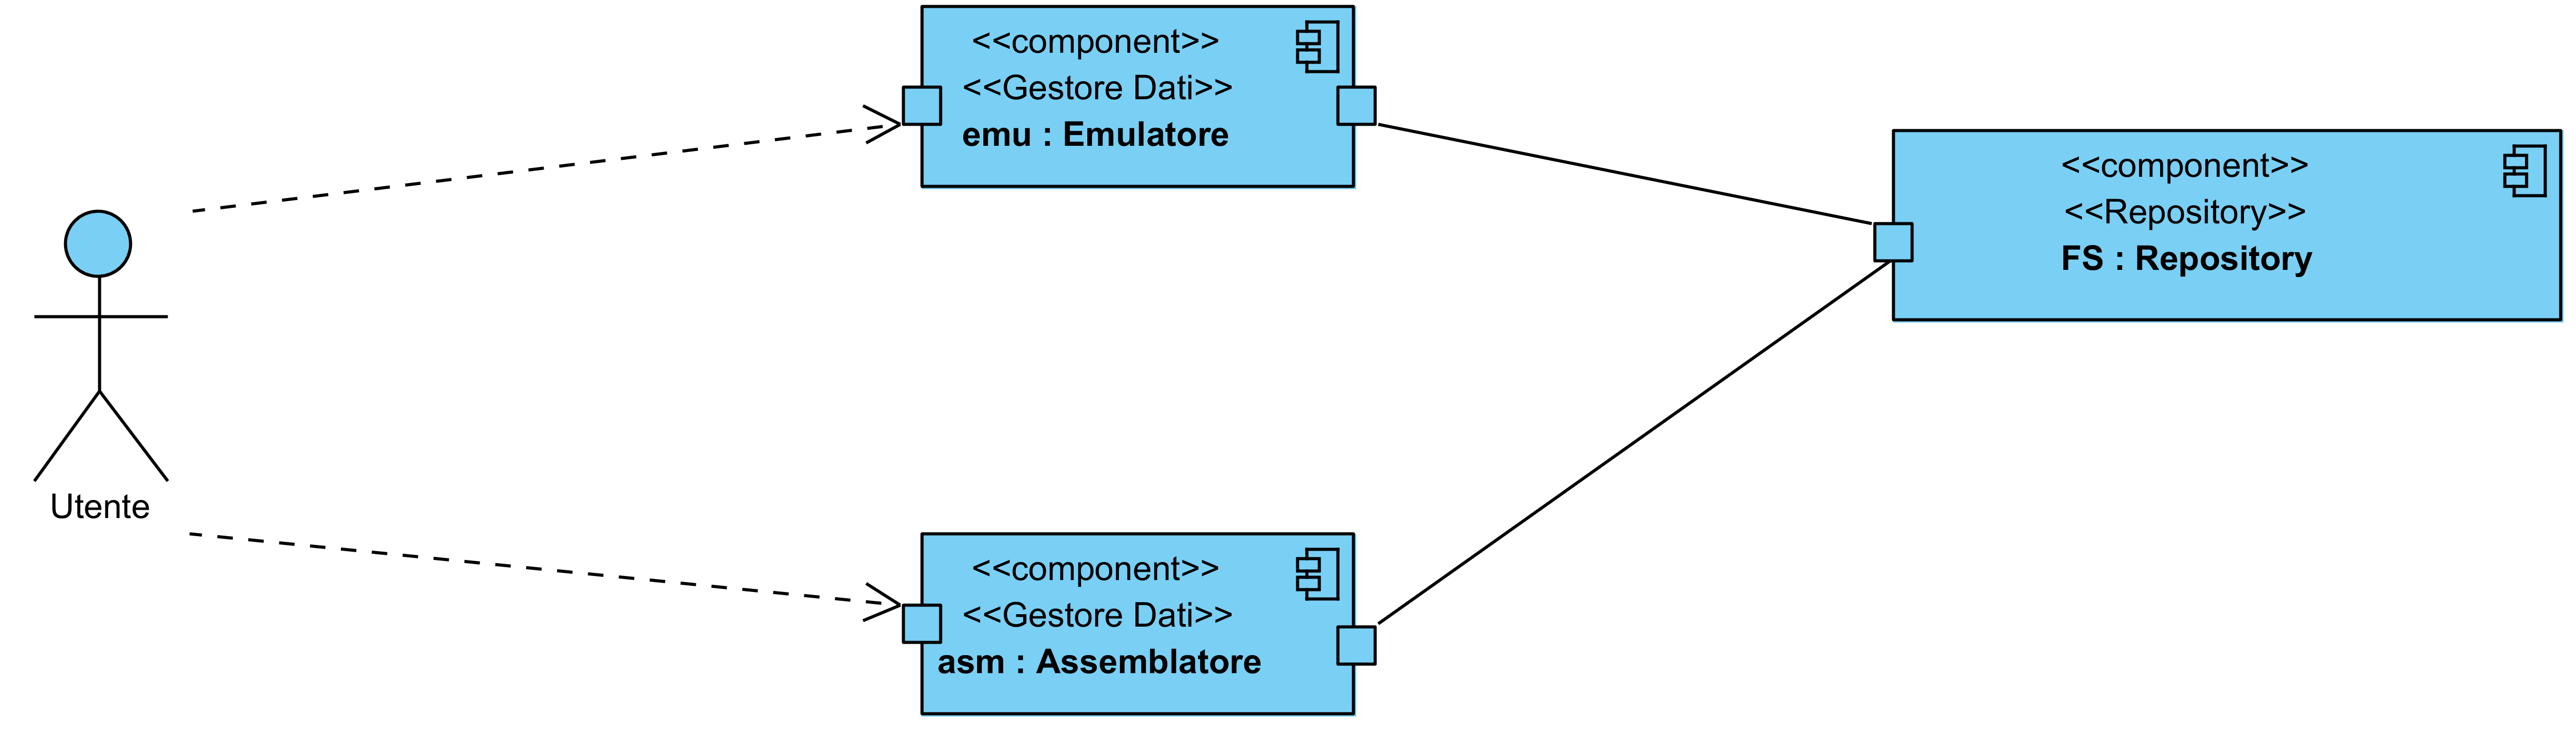 <<component>>
<<Gestore Dati>>
emu : Emulatore
<<component>>
<<Repository>>
FS : Repository
Utente
<<component>>
<<Gestore Dati>>
asm : Assemblatore